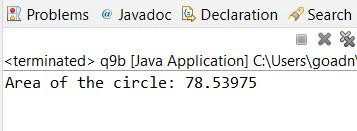 Problems @ Javadoc Declaration Search
<terminated> q9b [Java Application] C:\Users\goadn\
Area of the circle: 78.53975